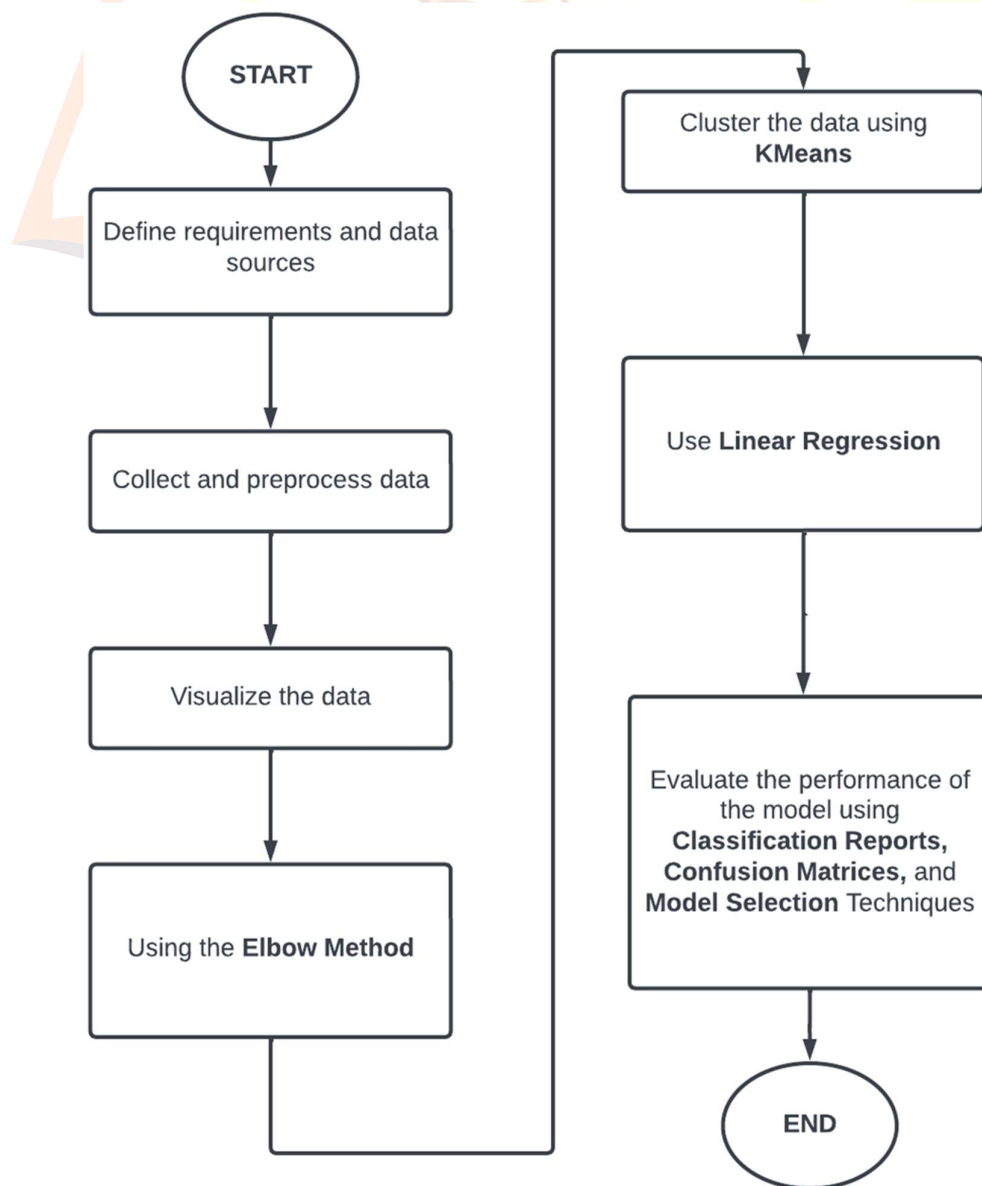 START
Define requirements and data
sources
Collect and preprocess data
Visualize the data
Using the Elbow Method
Cluster the data using
KMeans
Use Linear Regression
Evaluate the performance of
the model using
Classification Reports,
Confusion Matrices, and
Model Selection Techniques
END